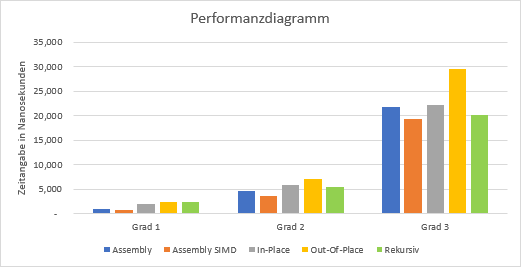 Performanzdiagramm
Zeitangabe in Nanosekunden
35,000
30,000
25,000
20,000
15,000
10,000
5,000
-
Grad 1 Grad 2 Grad 3
Assembly Assembly SIMD In-Place Out-Of-Place Rekursiv